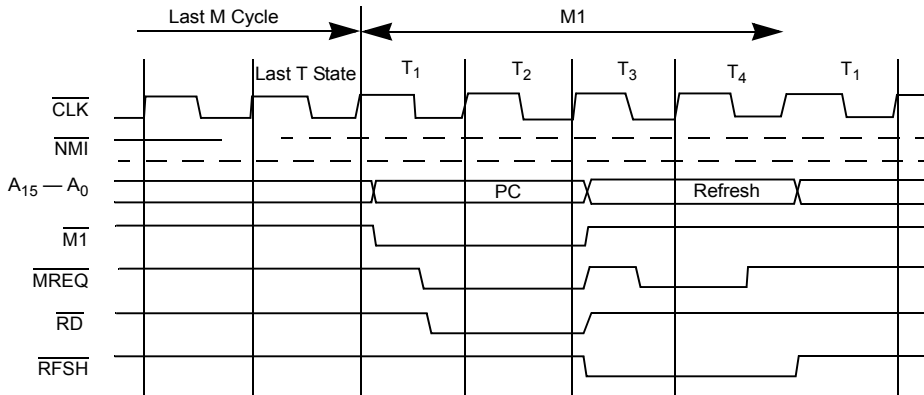 Last M Cycle M1
Last T State T1 T2 T3 T4 T1
CLK
NMI
A15 — A0 PC Refresh
M1
MREQ
RD
RFSH